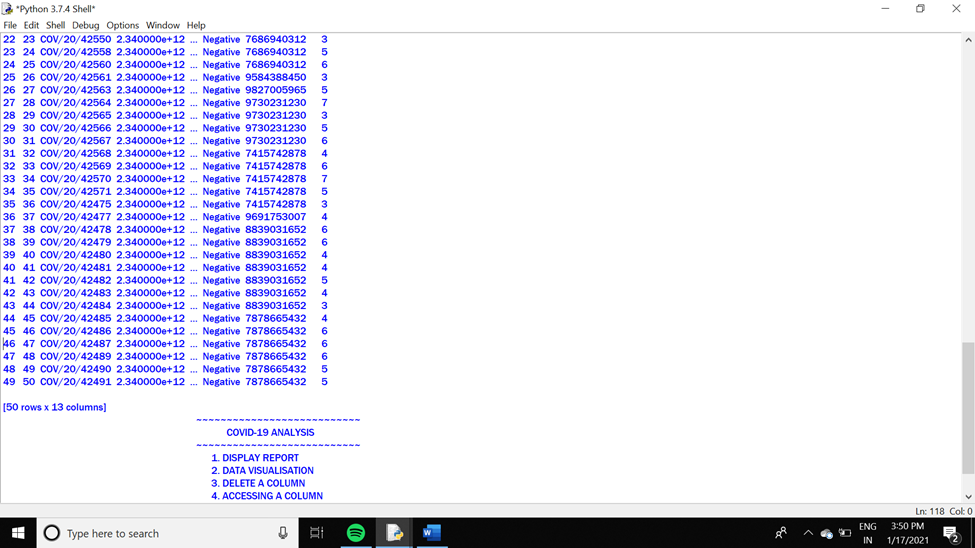 *Python 3.7.4 Shell*
File Edit Shell Debug Options Window Help
22 23 COV/20/42550 2.340000e+12 ... Negative 7686940312 3
23 24 COV/20/42558 2.340000e+12 ... Negative 7686940312 5
24 25 COV/20/42560 2.340000e+12 ... Negative 7686940312 6
25 26 COV/20/42561 2.340000e+12 ... Negative 9584388450 3
26 27 COV/20/42563 2.340000e+12 ... Negative 9827005965 5
27 28 COV/20/42564 2.340000e+12 ... Negative 9730231230 7
28 29 COV/20/42565 2.340000e+12 ... Negative 9730231230 3
29 30 COV/20/42566 2.340000e+12 ... Negative 9730231230 5
30 31 COV/20/42567 2.340000e+12 ... Negative 9730231230 6
31 32 COV/20/42568 2.340000e+12 ... Negative 7415742878 4
32 33 COV/20/42569 2.340000e+12 ... Negative 7415742878 6
33 34 COV/20/42570 2.340000e+12 ... Negative 7415742878 7
34 35 COV/20/42571 2.340000e+12 ... Negative 7415742878 5
35 36 COV/20/42475 2.340000e+12 ... Negative 7415742878 3
36 37 COV/20/42477 2.340000e+12 ... Negative 9691753007 4
37 38 COV/20/42478 2.340000e+12 ... Negative 8839031652 6
38 39 COV/20/42479 2.340000e+12 ... Negative 8839031652 6
39 40 COV/20/42480 2.340000e+12 ... Negative 8839031652 4
40 41 COV/20/42481 2.340000e+12 ... Negative 8839031652 4
41 42 COV/20/42482 2.340000e+12 ... Negative 8839031652 5
42 43 COV/20/42483 2.340000e+12 ... Negative 8839031652 4
43 44 COV/20/42484 2.340000e+12 ... Negative 8839031652 3
44 45 COV/20/42485 2.340000e+12 ... Negative 7878665432 4
45 46 COV/20/42486 2.340000e+12 ... Negative 7878665432 6
46 47 COV/20/42487 2.340000e+12 ... Negative 7878665432 6
47 48 COV/20/42489 2.340000e+12 ... Negative 7878665432 6
48 49 COV/20/42490 2.340000e+12 ... Negative 7878665432 5
49 50 COV/20/42491 2.340000e+12 ... Negative 7878665432 5
[50 rows x 13 columns]
~~~~~~~~~~~~~~~~~~~~~~~~~~~
COVID-19 ANALYSIS
~~~~~~~~~~~~~~~~~~~~~~~~~~~
1. DISPLAY REPORT
2. DATA VISUALISATION
3. DELETE A COLUMN
4. ACCESSING A COLUMN
Ln: 118 Col: 0
Type here to search
ENG
IN
3:50 PM
1/17/2021
2